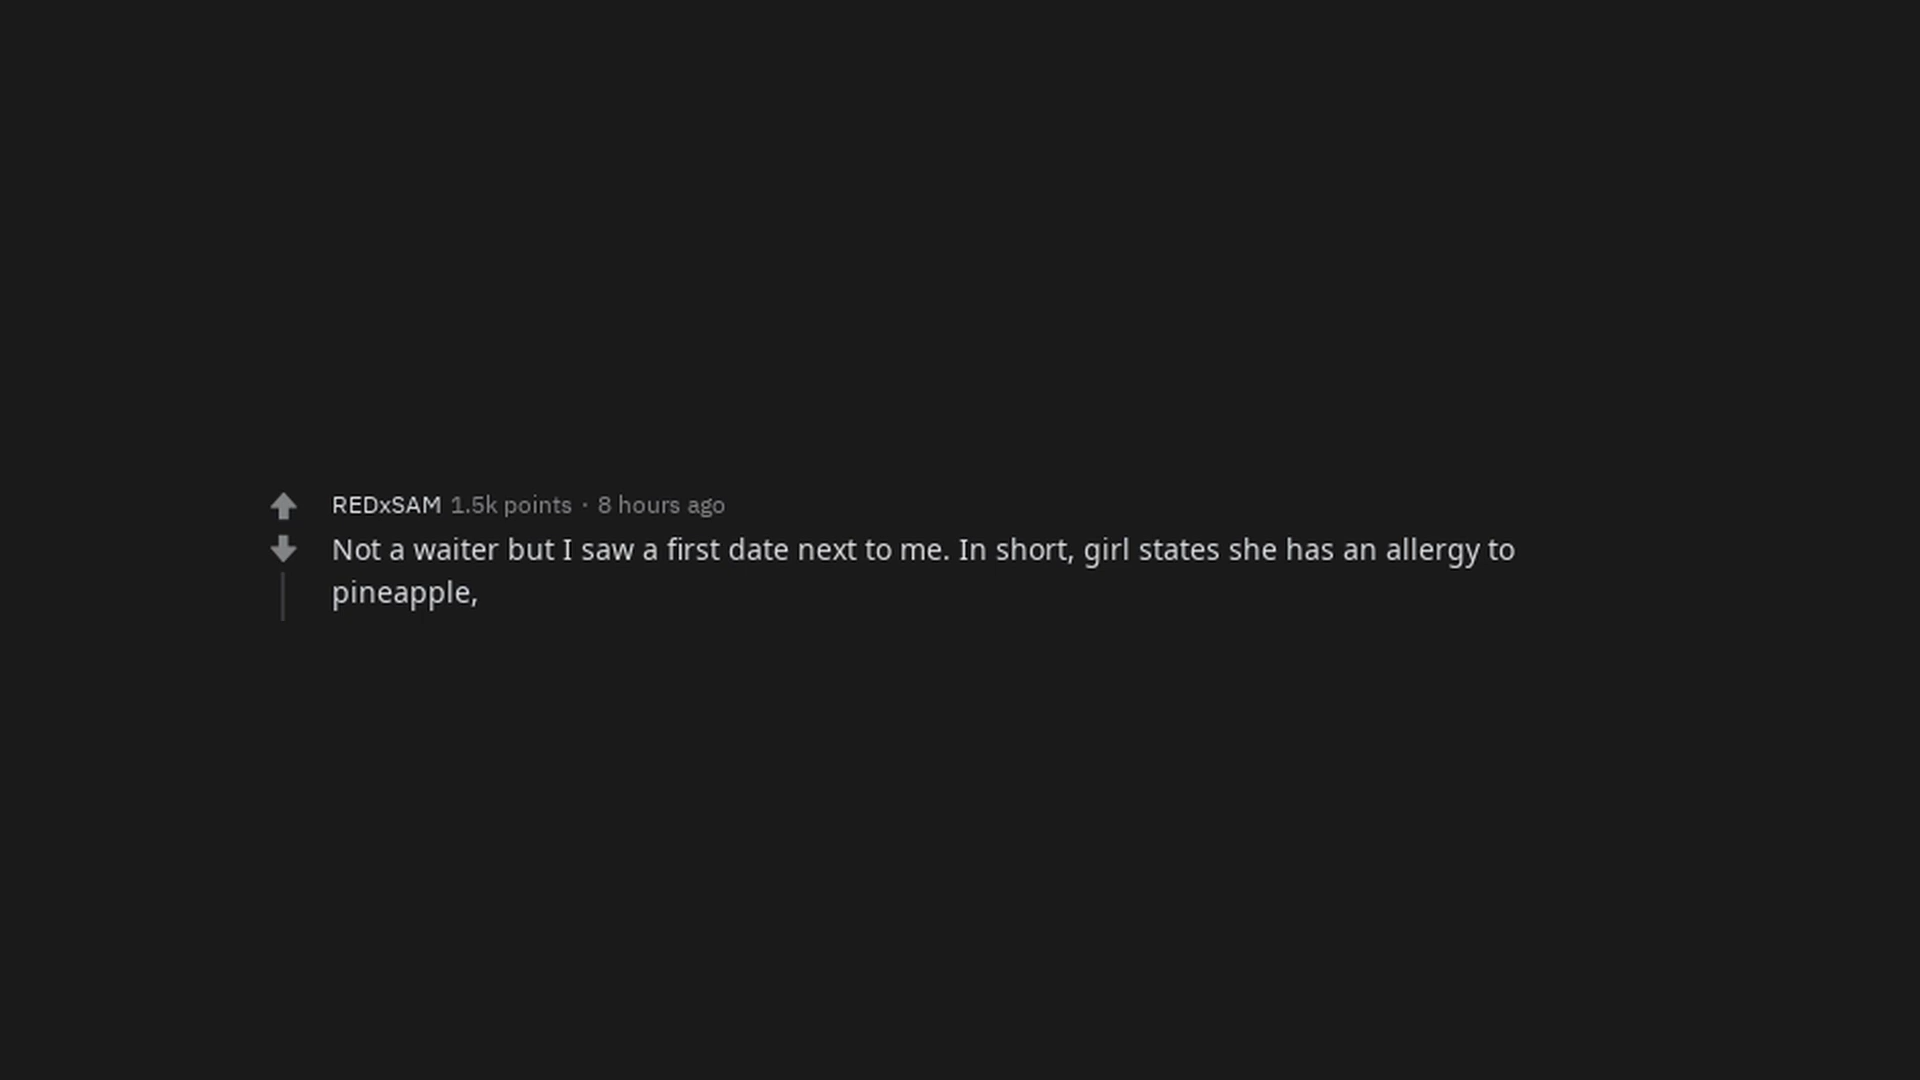 REDxSAM 1.5k points · 8 hours ago
Not a waiter but I saw a first date next to me. In short, girl states she has an allergy to
pineapple,